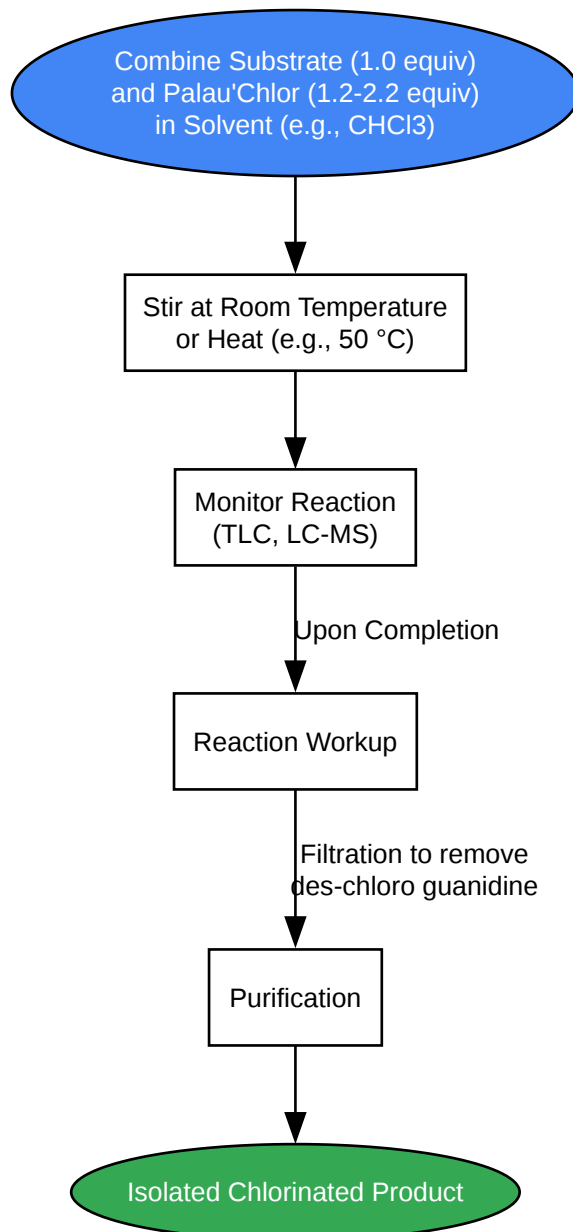 Combine Substrate (1.0 equiv)
and Palau'Chlor (1.2-2.2 equiv)
in Solvent (e.g., CHCl3)
Stir at Room Temperature
or Heat (e.g., 50 °C)
Monitor Reaction
(TLC, LC-MS)
Upon Completion
Reaction Workup
Filtration to remove
des-chloro guanidine
Purification
Isolated Chlorinated Product